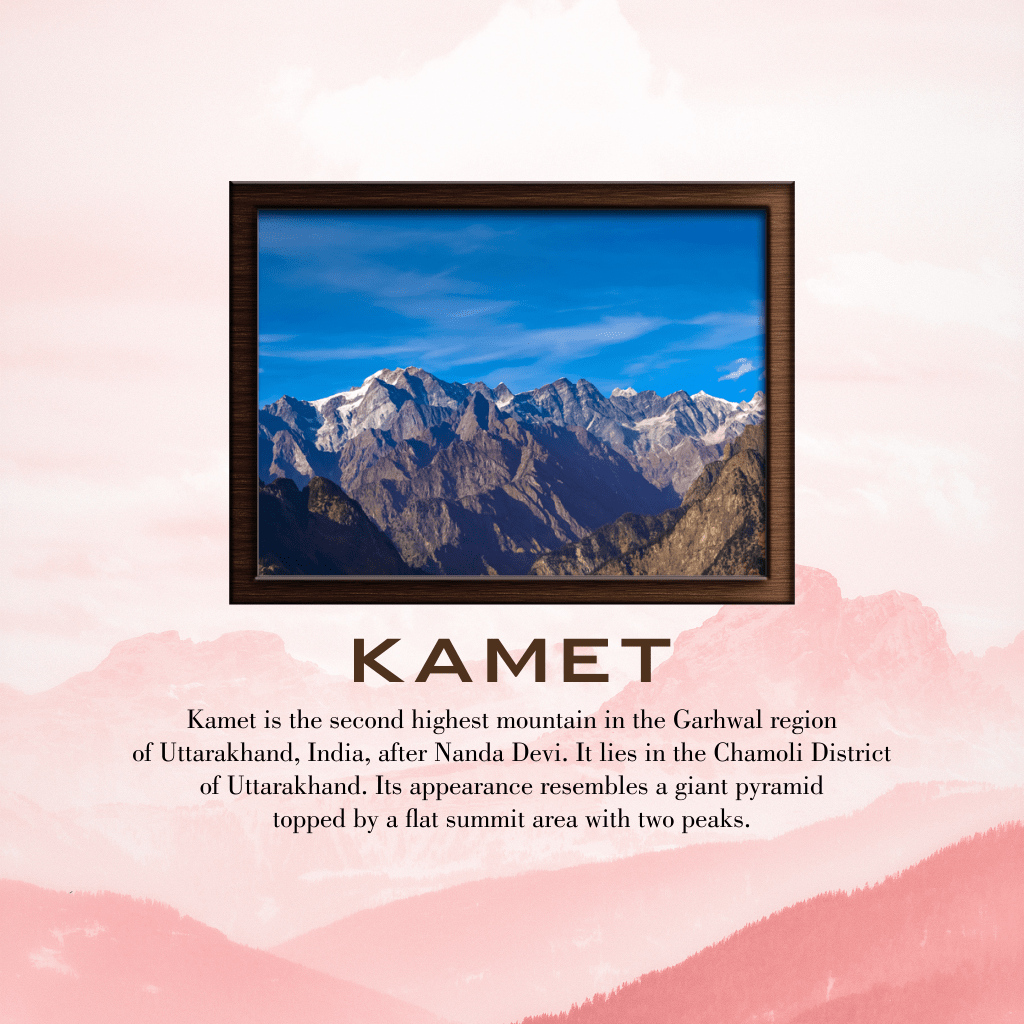 KAMET
Kamet is the second highest mountain in the Garhwal region
of Uttarakhand, India, after Nanda Devi. It lies in the Chamoli District
of Uttarakhand. Its appearance resembles a giant pyramid
topped by a flat summit area with two peaks.